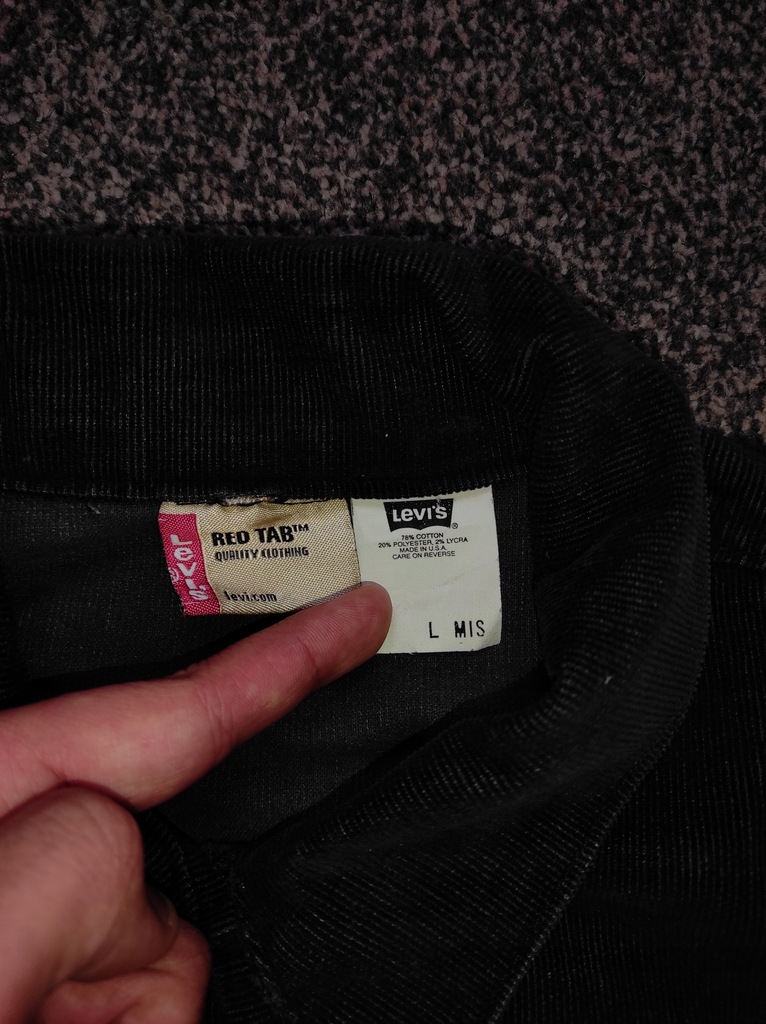 Levi's
RED TAB™
QUALITY CLOTHING
levi.com
Levi's®
78% COTTON
20% POLYESTER, 2% LYCRA
MADE IN U.S.A.
CARE ON REVERSE
L MIS